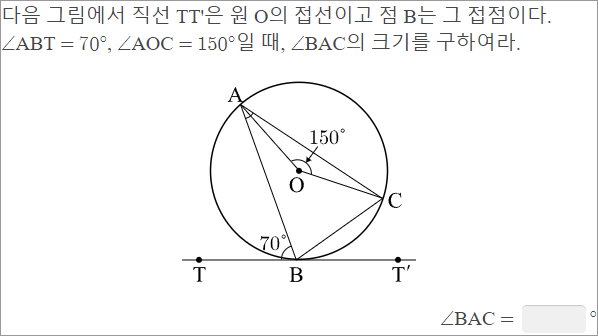 다음 그림에서 직선 TT'은 원 O의 접선이고 점 B는 그 접점이다.
∠ABT = 70°, ∠AOC = 150°일 때, ∠BAC의 크기를 구하여라.
A
150°
O
C
70°
T B T′
∠BAC = °